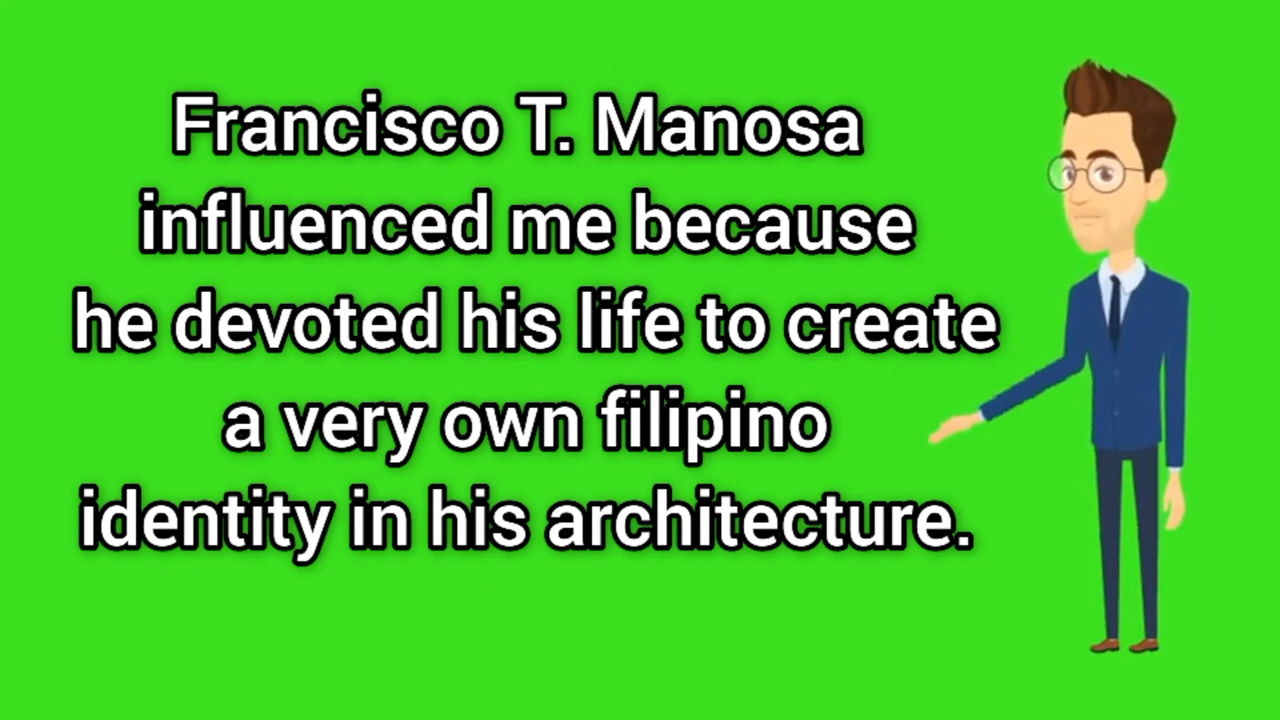 Francisco T. Manosa
influenced me because
he devoted his life to create
a very own filipino
identity in his architecture.